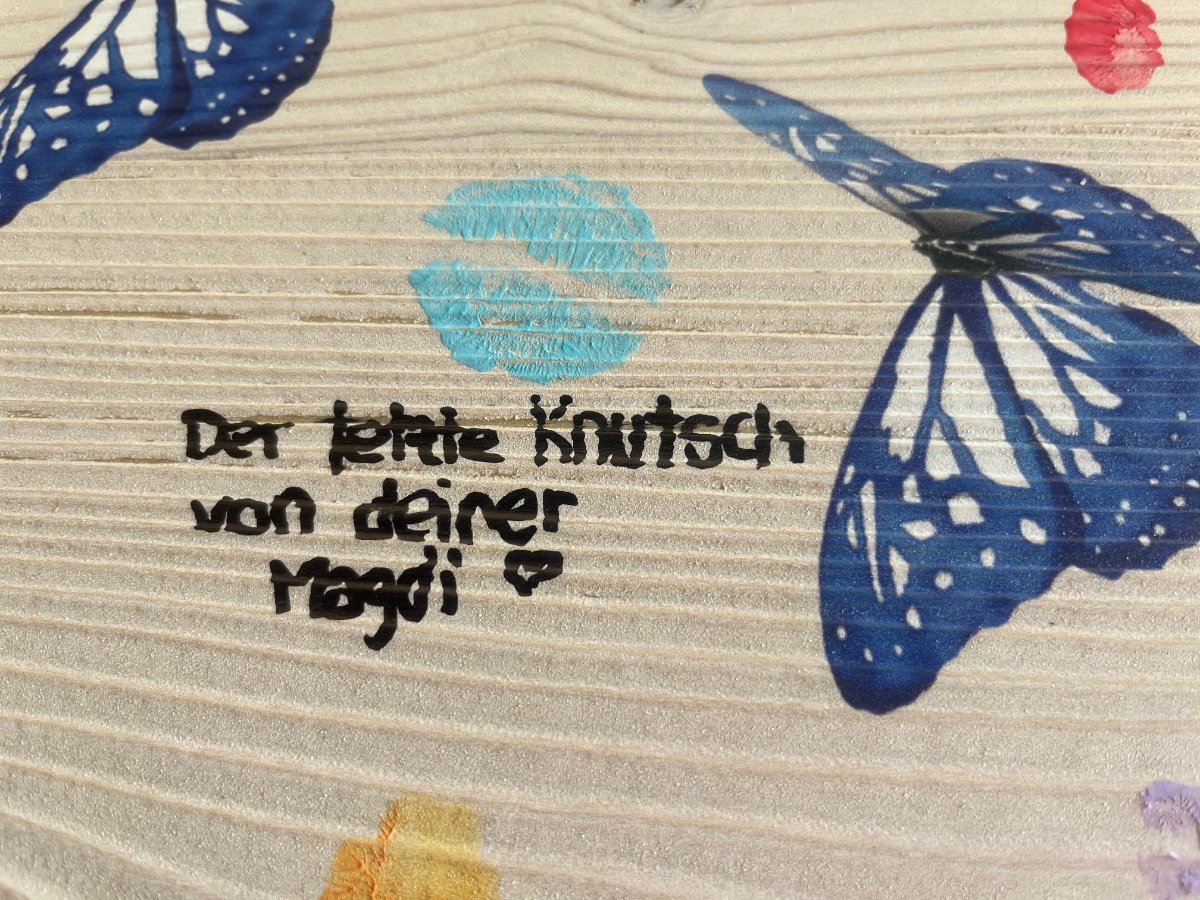 Der letzte Knutsch
von deiner
Magdi ♡